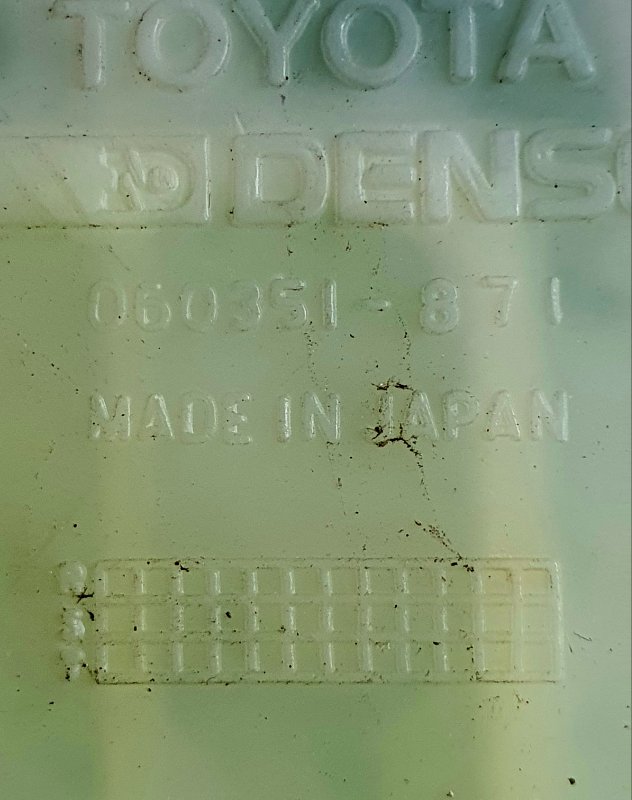 TOYOTA
DENSO
060351-871
MADE IN JAPAN